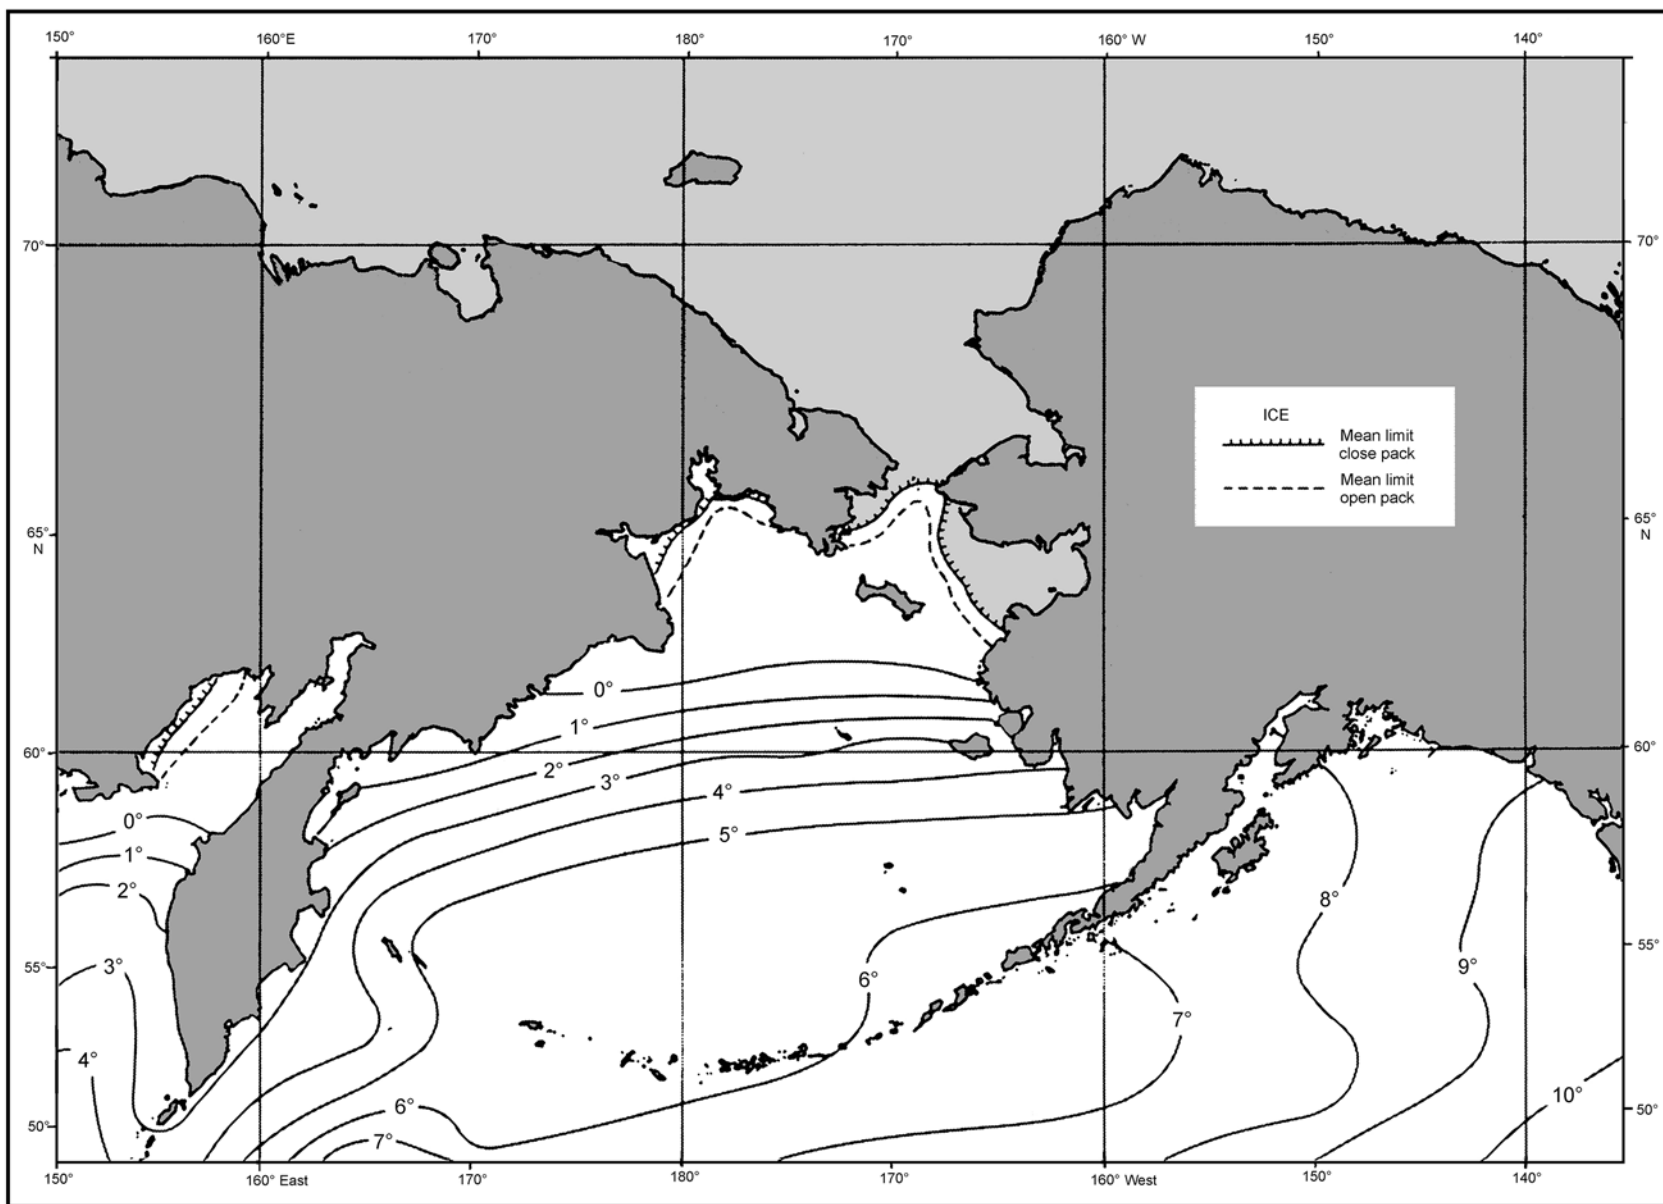 150° 160°E 170° 180° 170° 160° W 150° 140°
70° 70°
ICE
Mean limit
close pack
Mean limit
open pack
65° 65°
N N
0°
1°
60° 60°
2°
3°
4°
0° 5°
1°
2° 8°
55° 3° 9° 55°
6°
7°
4°
10°
50° 6° 50°
7°
150° 160° East 170° 180° 170° 160° West 150° 140°